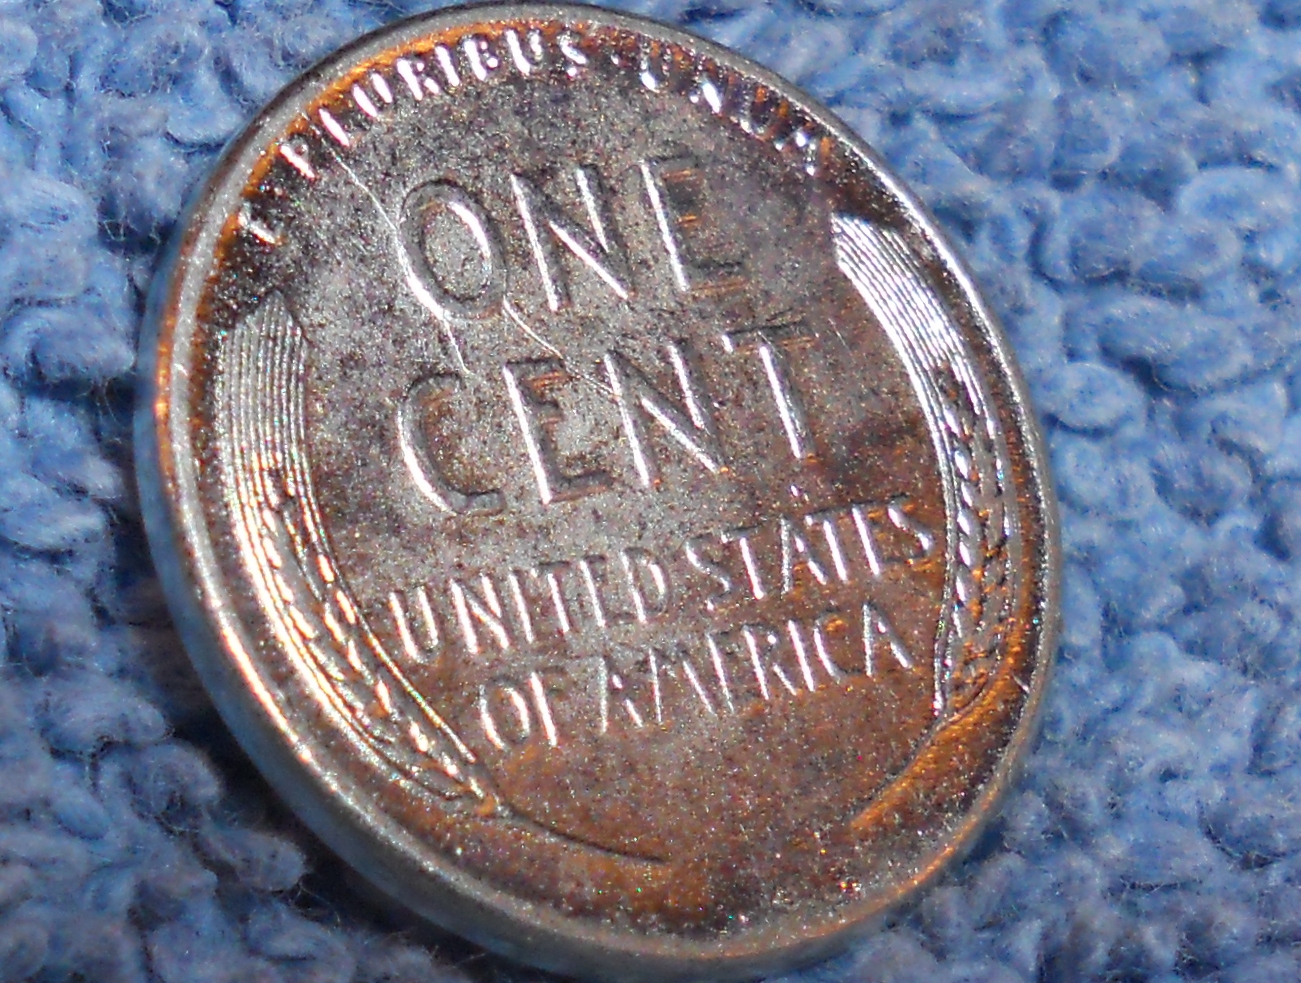 E PLURIBUS · UNUM
ONE
CENT
UNITED STATES
OF AMERICA